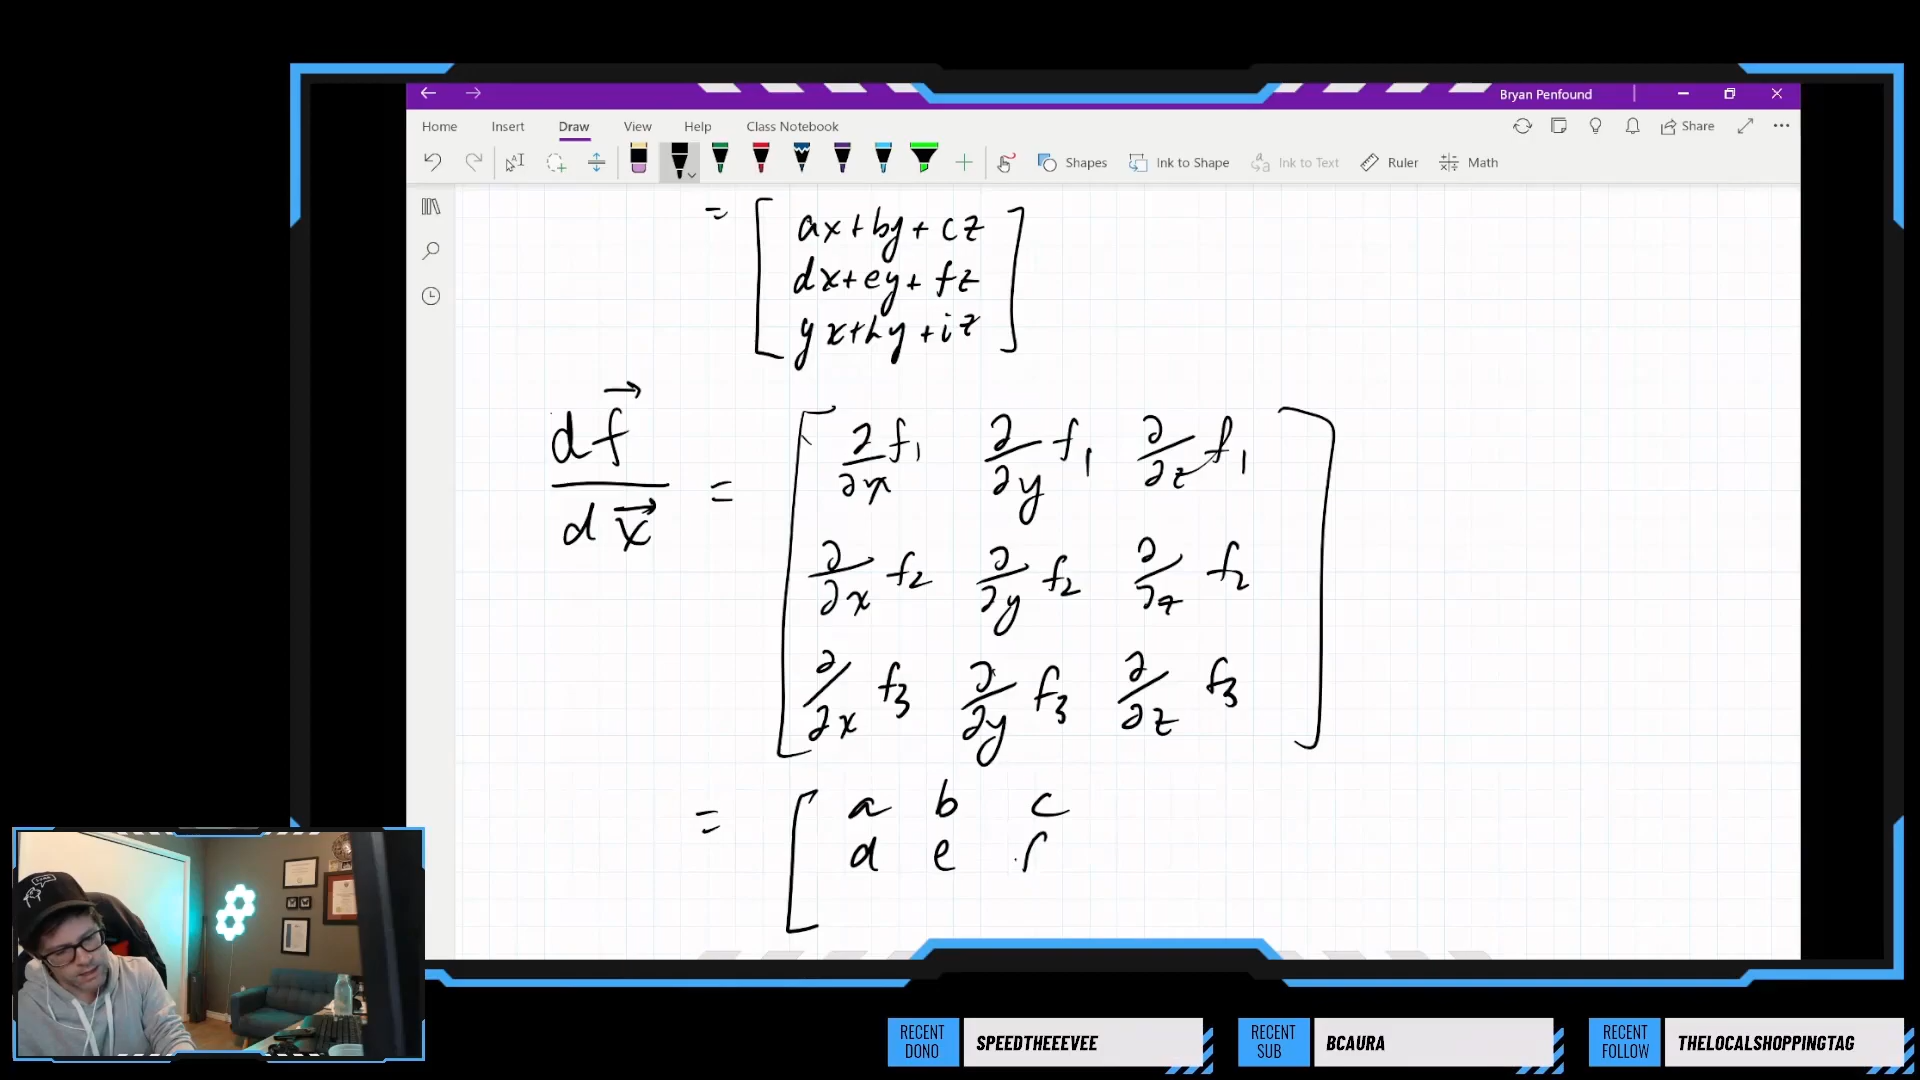 Bryan Penfound
Home Insert Draw View Help Class Notebook Share
Shapes Ink to Shape Ink to Text Ruler Math
= [ ax+by+cz
dx+ey+fz
gx+hy+iz ]
df⃗/dx⃗ = [ ∂/∂x f₁ ∂/∂y f₁ ∂/∂z f₁
∂/∂x f₂ ∂/∂y f₂ ∂/∂z f₂
∂/∂x f₃ ∂/∂y f₃ ∂/∂z f₃ ]
= [ a b c
d e f
RECENT DONO SPEEDTHEEEVEE RECENT SUB BCAURA RECENT FOLLOW THELOCALSHOPPINGTAG